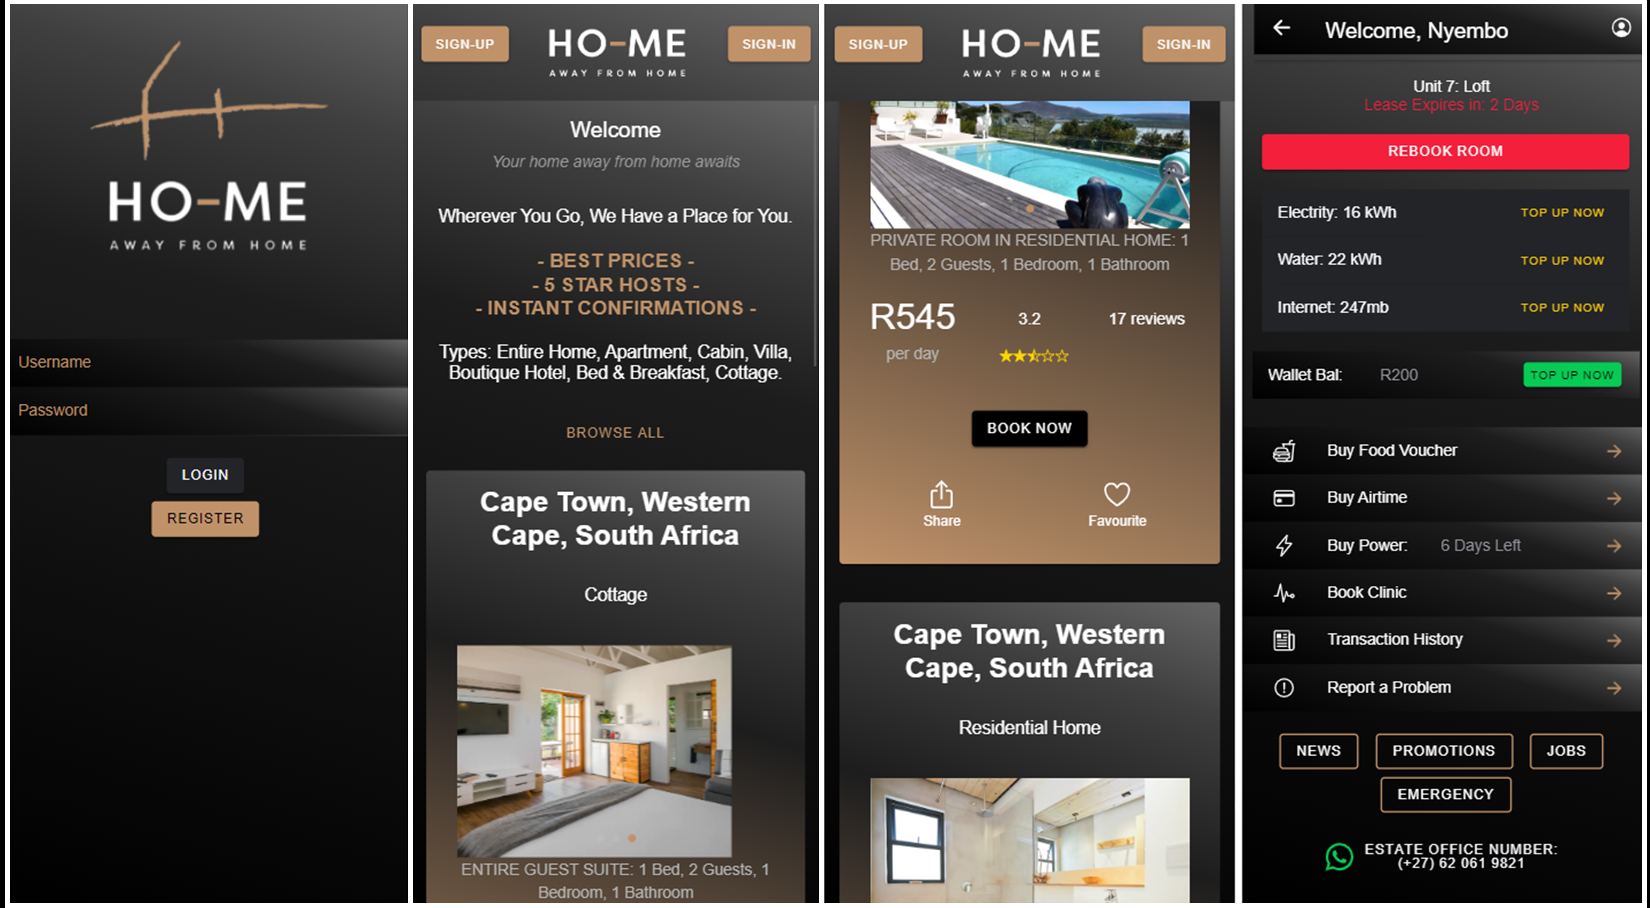 HO-ME
AWAY FROM HOME
Username
Password
LOGIN
REGISTER
SIGN-UP
HO-ME
AWAY FROM HOME
SIGN-IN
Welcome
Your home away from home awaits
Wherever You Go, We Have a Place for You.
- BEST PRICES -
- 5 STAR HOSTS -
- INSTANT CONFIRMATIONS -
Types: Entire Home, Apartment, Cabin, Villa,
Boutique Hotel, Bed & Breakfast, Cottage.
BROWSE ALL
Cape Town, Western
Cape, South Africa
Cottage
ENTIRE GUEST SUITE: 1 Bed, 2 Guests, 1
Bedroom, 1 Bathroom
SIGN-UP
HO-ME
AWAY FROM HOME
SIGN-IN
PRIVATE ROOM IN RESIDENTIAL HOME: 1
Bed, 2 Guests, 1 Bedroom, 1 Bathroom
R545
per day
3.2
17 reviews
BOOK NOW
Share
Favourite
Cape Town, Western
Cape, South Africa
Residential Home
Welcome, Nyembo
Unit 7: Loft
Lease Expires in: 2 Days
REBOOK ROOM
Electrity: 16 kWh TOP UP NOW
Water: 22 kWh TOP UP NOW
Internet: 247mb TOP UP NOW
Wallet Bal: R200 TOP UP NOW
Buy Food Voucher
Buy Airtime
Buy Power: 6 Days Left
Book Clinic
Transaction History
Report a Problem
NEWS PROMOTIONS JOBS
EMERGENCY
ESTATE OFFICE NUMBER:
(+27) 62 061 9821